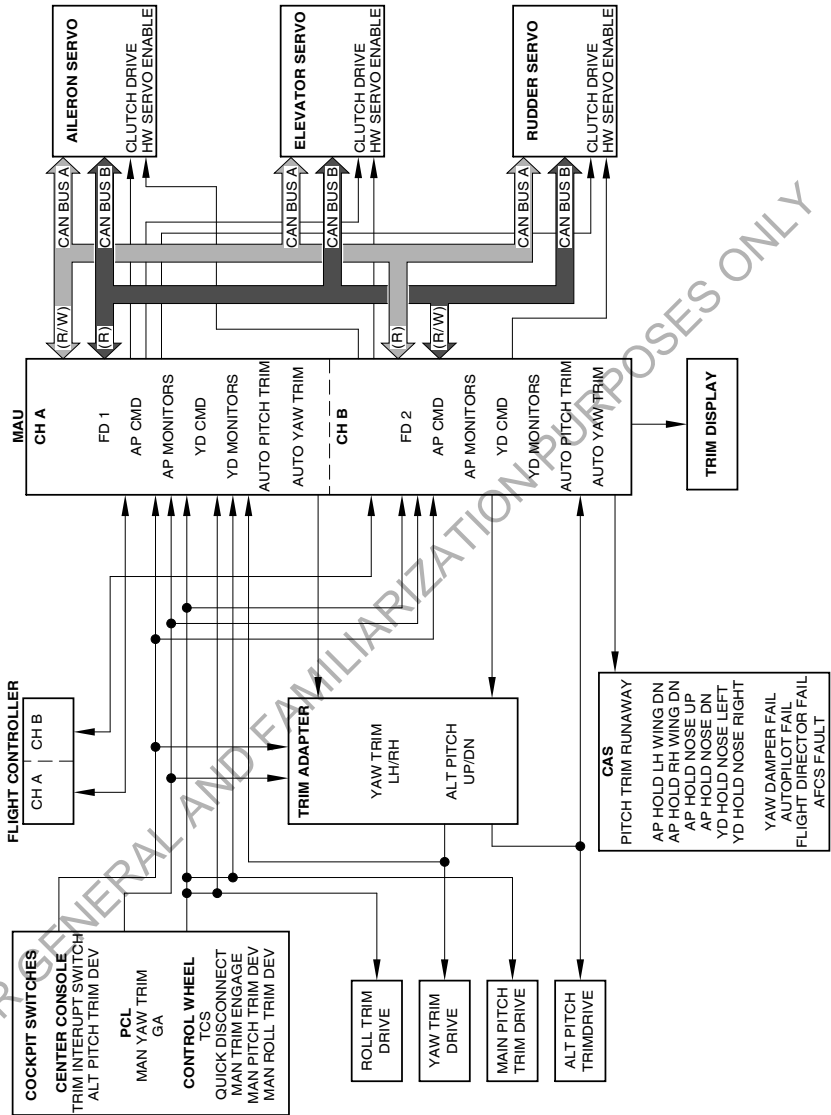 COCKPIT SWITCHES
CENTER CONSOLE
TRIM INTERUPT SWITCH
ALT PITCH TRIM DEV
PCL
MAN YAW TRIM
GA
CONTROL WHEEL
TCS
QUICK DISCONNECT
MAN TRIM ENGAGE
MAN PITCH TRIM DEV
MAN ROLL TRIM DEV
FLIGHT CONTROLLER
CH A
CH B
ROLL TRIM
DRIVE
YAW TRIM
DRIVE
MAIN PITCH
TRIM DRIVE
ALT PITCH
TRIMDRIVE
TRIM ADAPTER
YAW TRIM
LH/RH
ALT PITCH
UP/DN
CAS
PITCH TRIM RUNAWAY
AP HOLD LH WING DN
AP HOLD RH WING DN
AP HOLD NOSE UP
AP HOLD NOSE DN
YD HOLD NOSE LEFT
YD HOLD NOSE RIGHT
YAW DAMPER FAIL
AUTOPILOT FAIL
FLIGHT DIRECTOR FAIL
AFCS FAULT
MAU
CH A
FD 1
AP CMD
AP MONITORS
YD CMD
YD MONITORS
AUTO PITCH TRIM
AUTO YAW TRIM
CH B
FD 2
AP CMD
AP MONITORS
YD CMD
YD MONITORS
AUTO PITCH TRIM
AUTO YAW TRIM
TRIM DISPLAY
(R/W)
(R)
(R)
(R/W)
CAN BUS A
CAN BUS B
CAN BUS A
CAN BUS B
CAN BUS A
CAN BUS B
AILERON SERVO
CLUTCH DRIVE
HW SERVO ENABLE
ELEVATOR SERVO
CLUTCH DRIVE
HW SERVO ENABLE
RUDDER SERVO
CLUTCH DRIVE
HW SERVO ENABLE
GENERAL AND FAMILIARIZATION PURPOSES ONLY